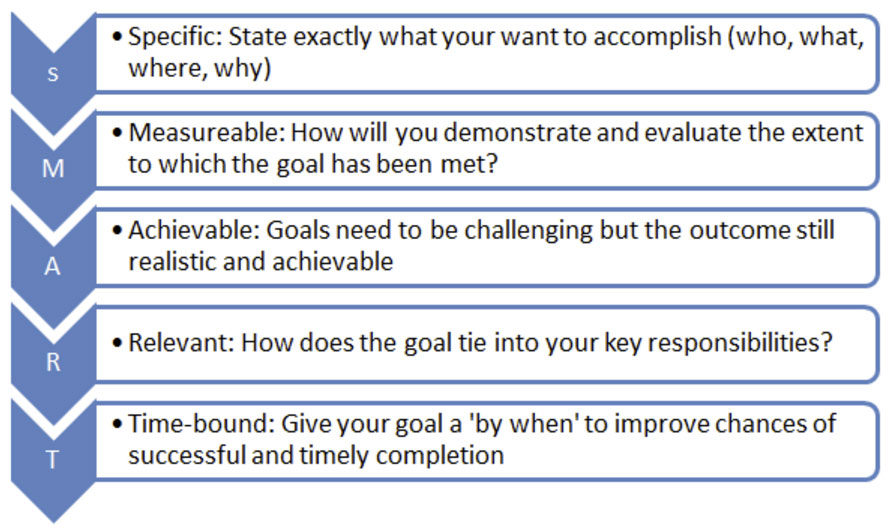 s
• Specific: State exactly what your want to accomplish (who, what,
where, why)
M
• Measureable: How will you demonstrate and evaluate the extent
to which the goal has been met?
A
• Achievable: Goals need to be challenging but the outcome still
realistic and achievable
R
• Relevant: How does the goal tie into your key responsibilities?
T
• Time-bound: Give your goal a 'by when' to improve chances of
successful and timely completion